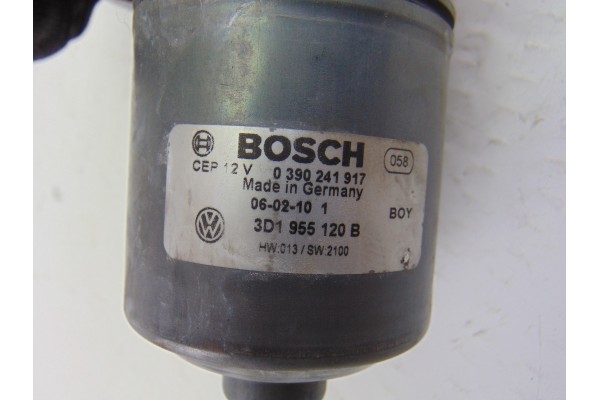 BOSCH
058
CEP 12 V 0 390 241 917
Made in Germany
06-02-10 1
BOY
3D1 955 120 B
HW:013 / SW:2100